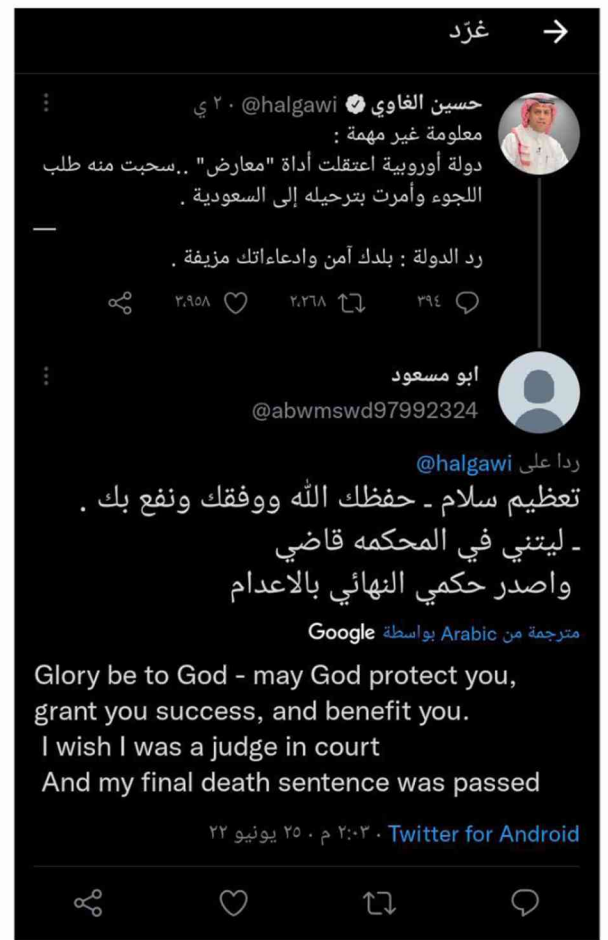 غرّد
حسين الغاوي @halgawi · ٢٠ ي
معلومة غير مهمة :
دولة أوروبية اعتقلت أداة "معارض" ..سحبت منه طلب
اللجوء وأمرت بترحيله إلى السعودية .
رد الدولة : بلدك آمن وادعاءاتك مزيفة .
٣٩٤ ٢،٢٦٨ ٣،٩٥٨
ابو مسعود
@abwmswd97992324
ردا على @halgawi
تعظيم سلام ـ حفظك الله ووفقك ونفع بك .
ـ ليتني في المحكمه قاضي
واصدر حكمي النهائي بالاعدام
مترجمة من Arabic بواسطة Google
Glory be to God - may God protect you,
grant you success, and benefit you.
I wish I was a judge in court
And my final death sentence was passed
٢:٠٣ م · ٢٥ يونيو ٢٢ · Twitter for Android